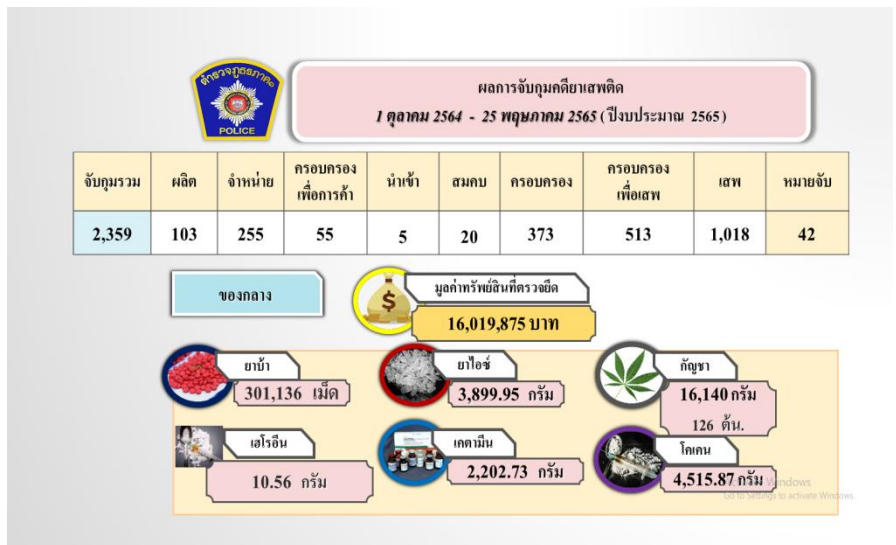 ตำรวจภูธรภาค
POLICE
ผลการจับกุมคดียาเสพติด
1 ตุลาคม 2564 - 25 พฤษภาคม 2565 ( ปีงบประมาณ 2565)
จับกุมรวม ผลิต จำหน่าย ครอบครอง นำเข้า สมคบ ครอบครอง ครอบครอง เสพ หมายจับ
เพื่อการค้า เพื่อเสพ
2,359 103 255 55 5 20 373 513 1,018 42
ของกลาง
มูลค่าทรัพย์สินที่ตรวจยึด
16,019,875 บาท
ยาบ้า
301,136 เม็ด
ยาไอซ์
3,899.95 กรัม
กัญชา
16,140 กรัม
126 ต้น.
เฮโรอีน
10.56 กรัม
เคตามีน
2,202.73 กรัม
โคเคน
4,515.87 กรัม
Activate Windows
Go to Settings to activate Windows.